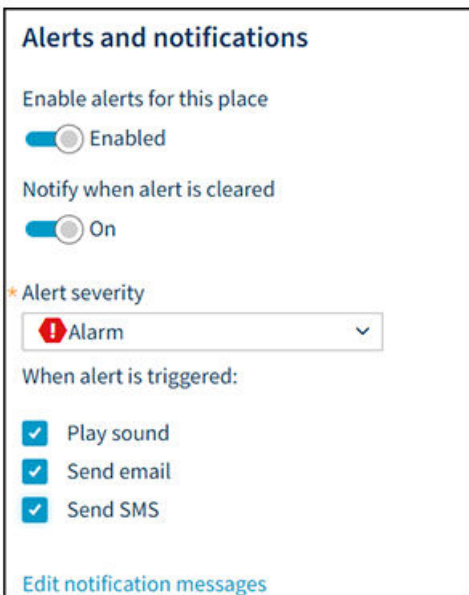 Alerts and notifications
Enable alerts for this place
Enabled
Notify when alert is cleared
On
* Alert severity
Alarm
When alert is triggered:
Play sound
Send email
Send SMS
Edit notification messages